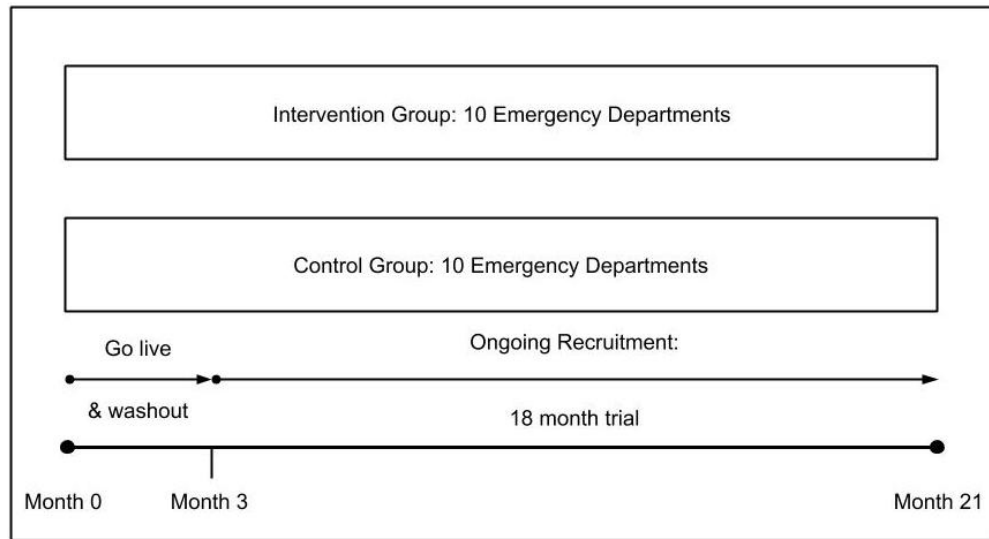 Intervention Group: 10 Emergency Departments
Control Group: 10 Emergency Departments
Go live
Ongoing Recruitment:
& washout
18 month trial
Month 0
Month 3
Month 21